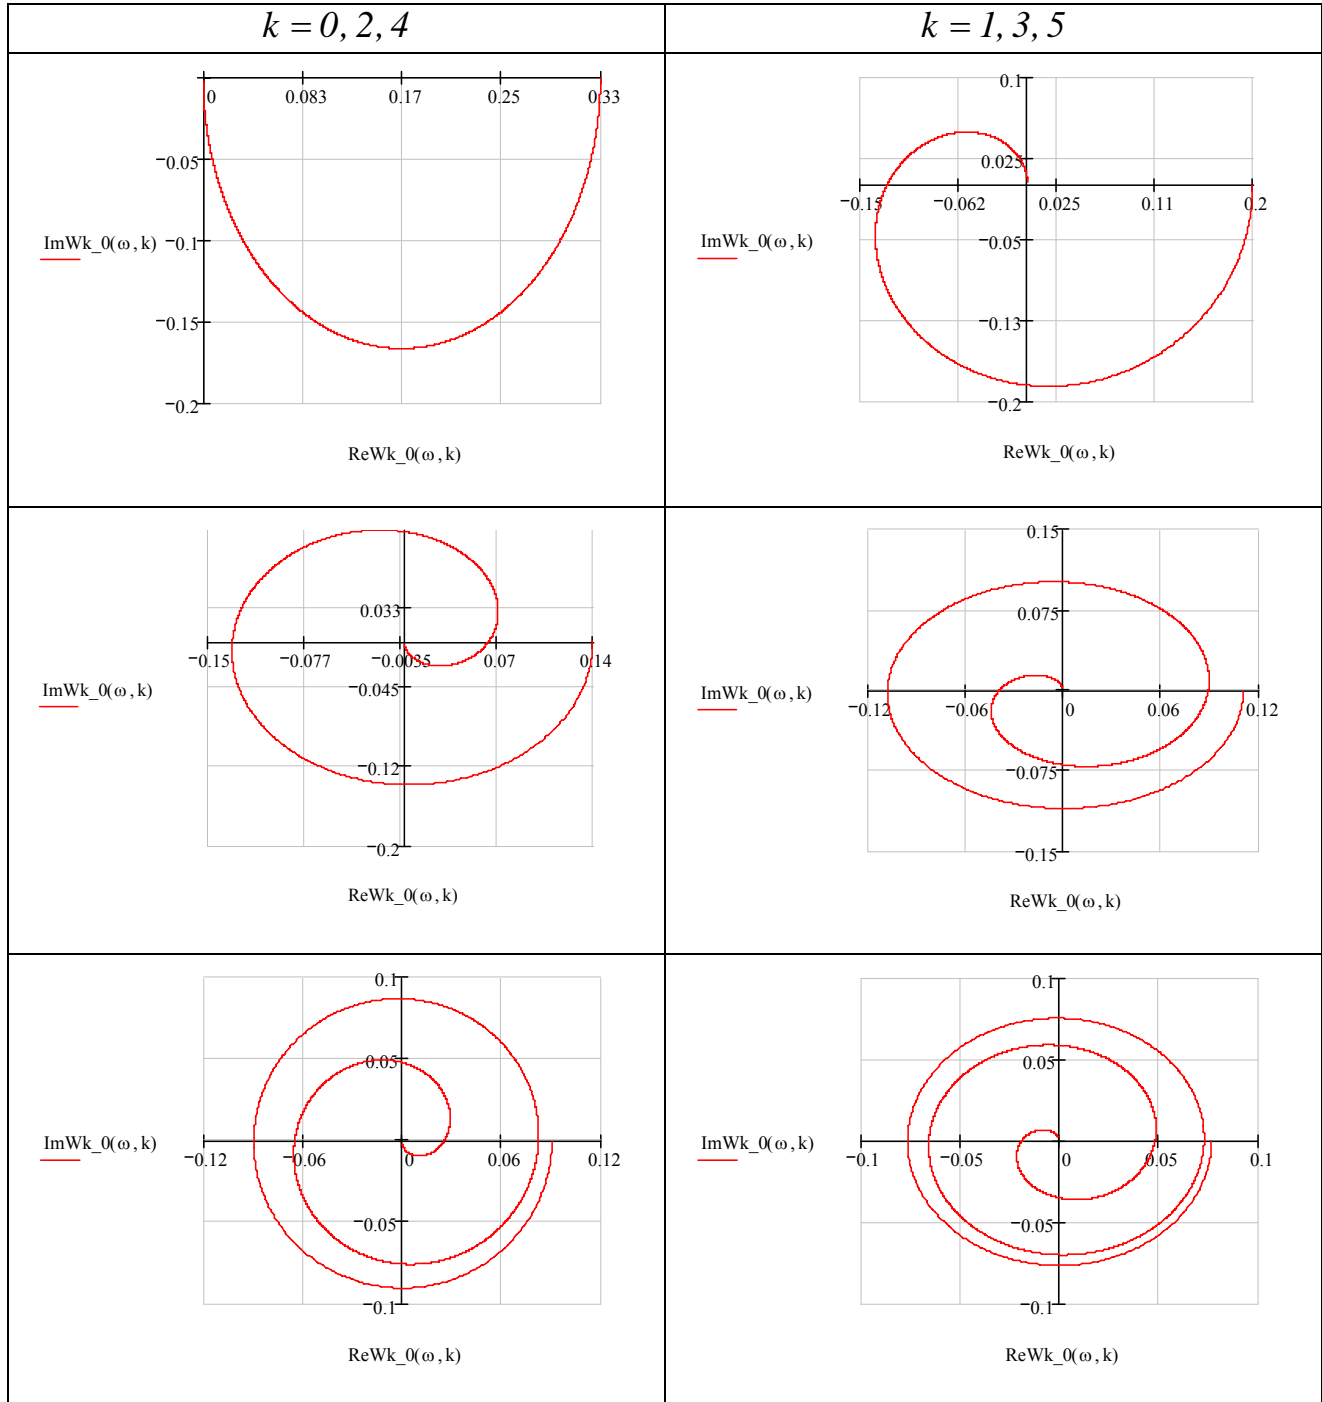 k = 0, 2, 4
k = 1, 3, 5
0 0.083 0.17 0.25 0.33
−0.05
−0.1
−0.15
−0.2
ImWk_0(ω,k)
ReWk_0(ω,k)
0.1
0.025
−0.15 −0.062 0.025 0.11 0.2
−0.05
−0.13
−0.2
ImWk_0(ω,k)
ReWk_0(ω,k)
0.033
−0.15 −0.077 −0.0035 0.07 0.14
−0.045
−0.12
−0.2
ImWk_0(ω,k)
ReWk_0(ω,k)
0.15
0.075
−0.12 −0.06 0 0.06 0.12
−0.075
−0.15
ImWk_0(ω,k)
ReWk_0(ω,k)
0.1
0.05
−0.12 −0.06 0 0.06 0.12
−0.05
−0.1
ImWk_0(ω,k)
ReWk_0(ω,k)
0.1
0.05
−0.1 −0.05 0 0.05 0.1
−0.05
−0.1
ImWk_0(ω,k)
ReWk_0(ω,k)